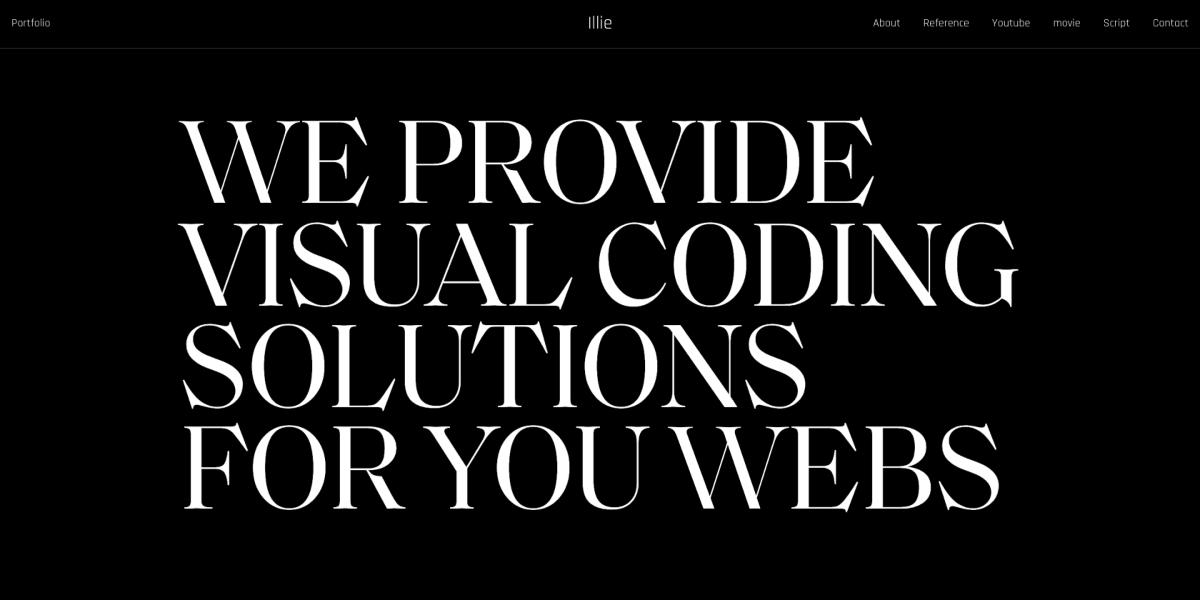 Portfolio
Illie
About Reference Youtube movie Script Contact
WE PROVIDE
VISUAL CODING
SOLUTIONS
FOR YOU WEBS